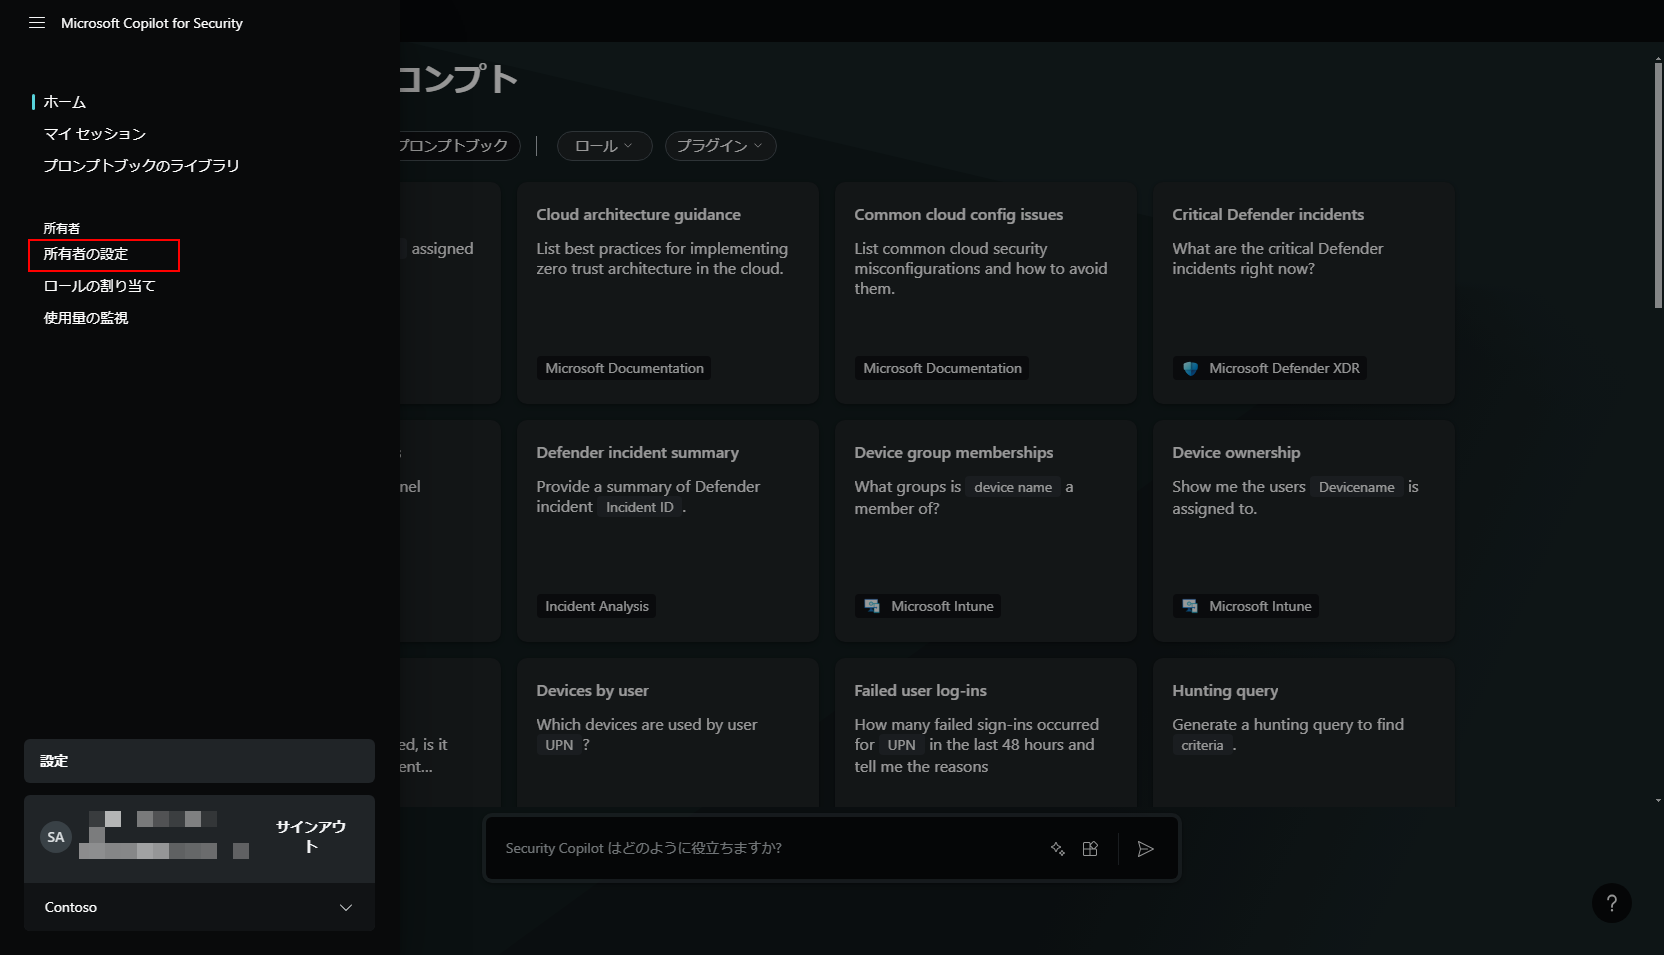 Microsoft Copilot for Security
ホーム
マイ セッション
プロンプトブックのライブラリ
所有者
所有者の設定
ロールの割り当て
使用量の監視
設定
SA
サインアウ
ト
Contoso
コンプト
プロンプトブック
ロール
プラグイン
assigned
Cloud architecture guidance
List best practices for implementing
zero trust architecture in the cloud.
Microsoft Documentation
Common cloud config issues
List common cloud security
misconfigurations and how to avoid
them.
Microsoft Documentation
Critical Defender incidents
What are the critical Defender
incidents right now?
Microsoft Defender XDR
s
nel
Defender incident summary
Provide a summary of Defender
incident Incident ID .
Incident Analysis
Device group memberships
What groups is device name a
member of?
Microsoft Intune
Device ownership
Show me the users Devicename is
assigned to.
Microsoft Intune
ed, is it
ent...
Devices by user
Which devices are used by user
UPN ?
Failed user log-ins
How many failed sign-ins occurred
for UPN in the last 48 hours and
tell me the reasons
Hunting query
Generate a hunting query to find
criteria .
Security Copilot はどのように役立ちますか?
?